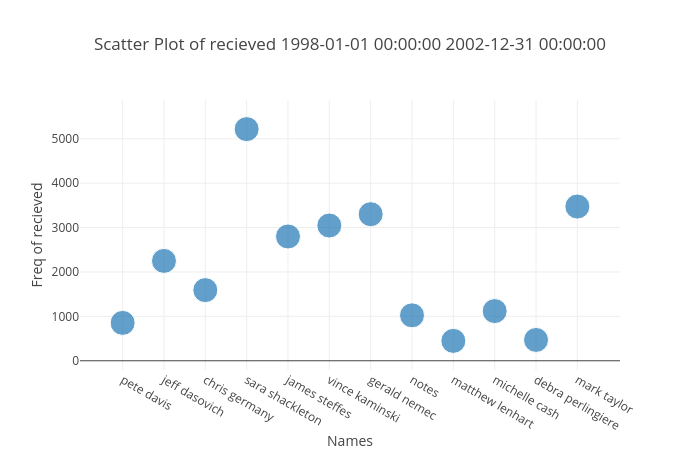 Scatter Plot of recieved 1998-01-01 00:00:00 2002-12-31 00:00:00
Freq of recieved
5000
4000
3000
2000
1000
0
pete davis
jeff dasovich
chris germany
sara shackleton
james steffes
vince kaminski
gerald nemec
notes
matthew lenhart
michelle cash
debra perlingiere
mark taylor
Names